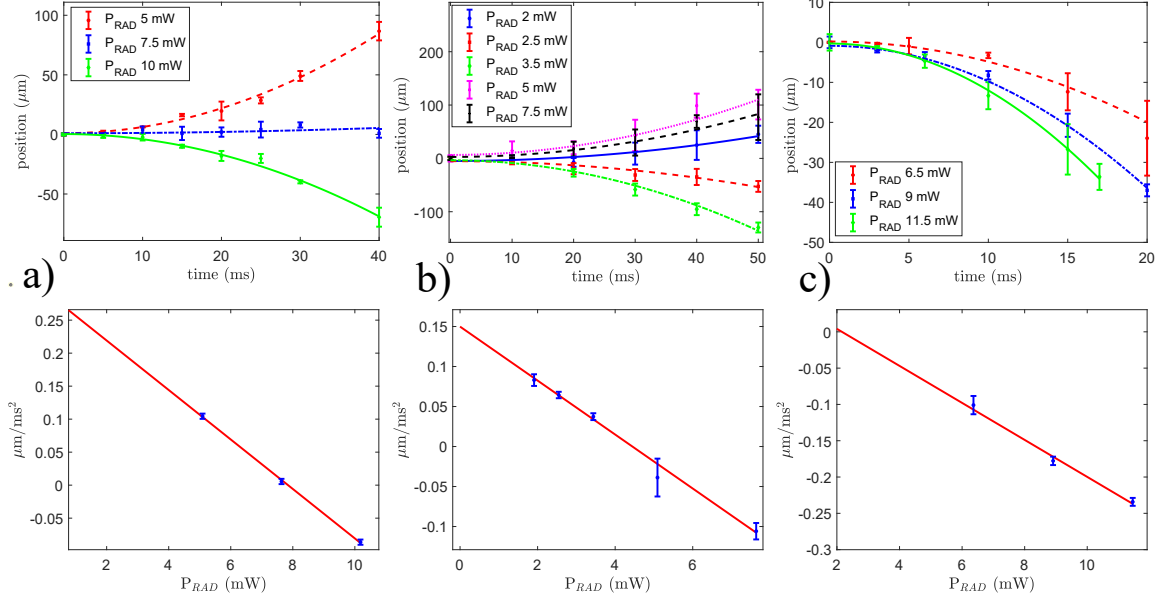 100
50
0
-50
position (μm)
0 10 20 30 40
time (ms)
P_RAD 5 mW
P_RAD 7.5 mW
P_RAD 10 mW
a)
200
100
0
-100
position (μm)
0 10 20 30 40 50
time (ms)
P_RAD 2 mW
P_RAD 2.5 mW
P_RAD 3.5 mW
P_RAD 5 mW
P_RAD 7.5 mW
b)
10
0
-10
-20
-30
-40
-50
position (μm)
0 5 10 15 20
time (ms)
P_RAD 6.5 mW
P_RAD 9 mW
P_RAD 11.5 mW
c)
0.25
0.2
0.15
0.1
0.05
0
-0.05
μm/ms²
2 4 6 8 10
P_RAD (mW)
0.15
0.1
0.05
0
-0.05
-0.1
μm/ms²
0 2 4 6
P_RAD (mW)
0
-0.05
-0.1
-0.15
-0.2
-0.25
-0.3
μm/ms²
2 4 6 8 10
P_RAD (mW)